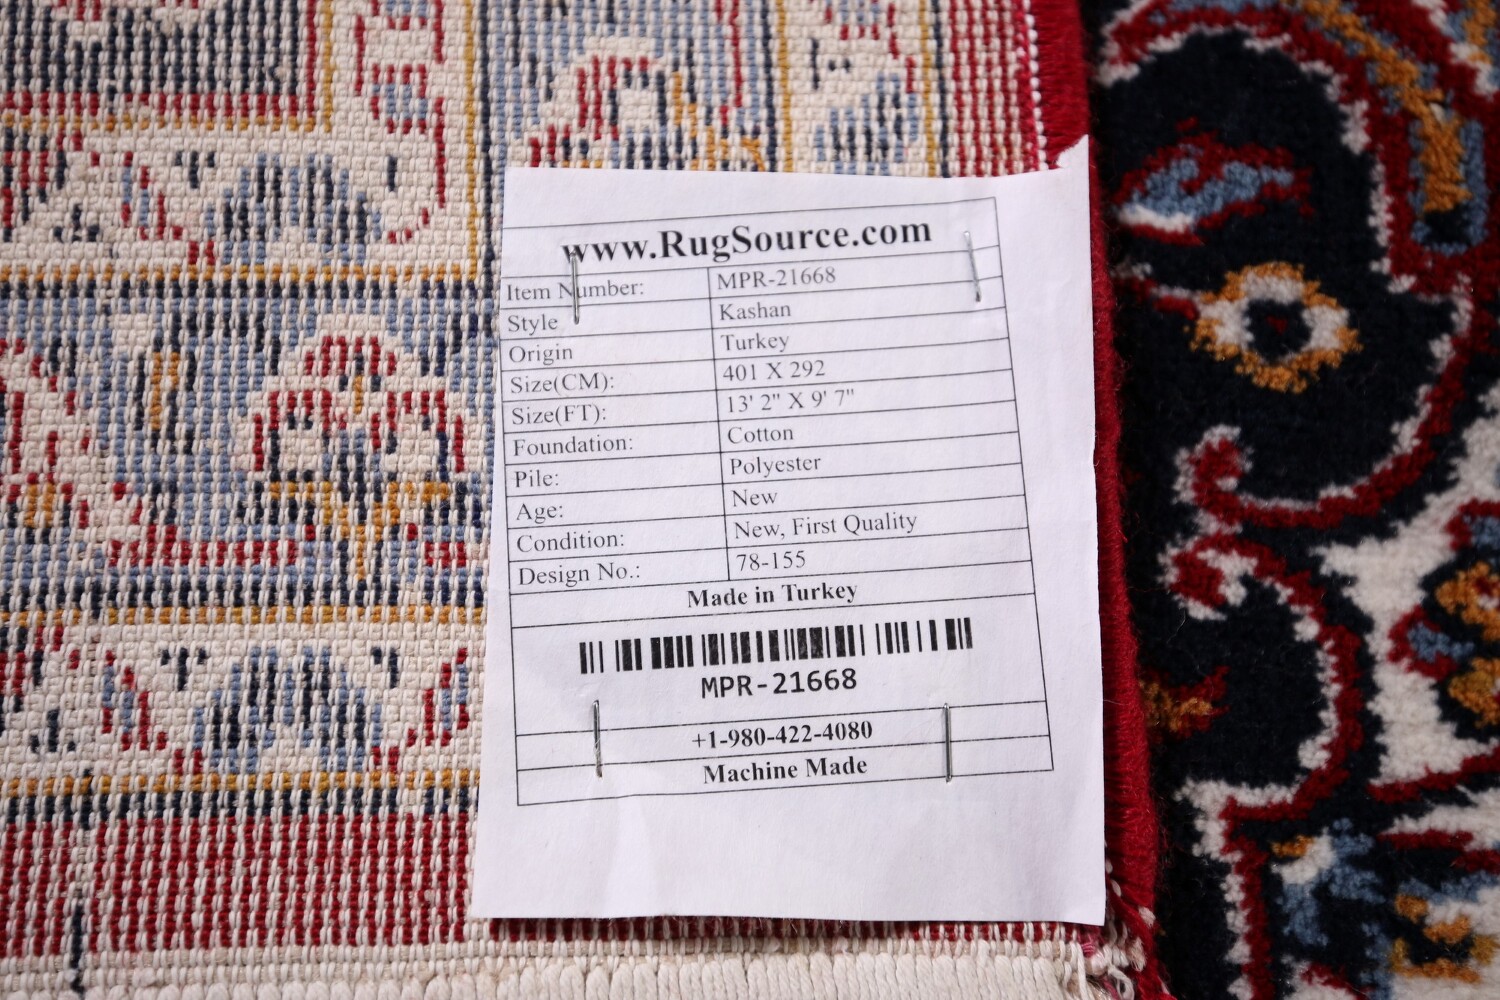 www.RugSource.com
Item Number: MPR-21668
Style Kashan
Origin Turkey
Size(CM): 401 X 292
Size(FT): 13' 2" X 9' 7"
Foundation: Cotton
Pile: Polyester
Age: New
Condition: New, First Quality
Design No.: 78-155
Made in Turkey
MPR-21668
+1-980-422-4080
Machine Made